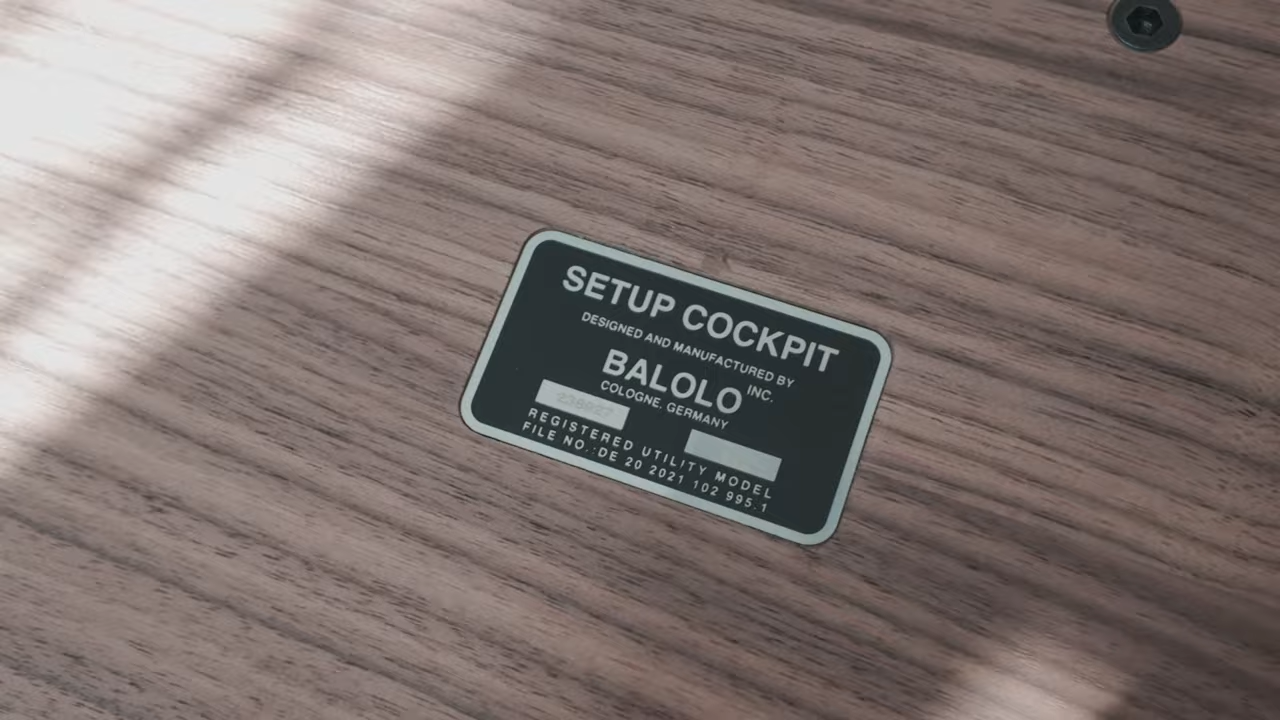 SETUP COCKPIT
DESIGNED AND MANUFACTURED BY
BALOLO INC.
COLOGNE, GERMANY
REGISTERED UTILITY MODEL
FILE NO.:DE 20 2021 102 995.1